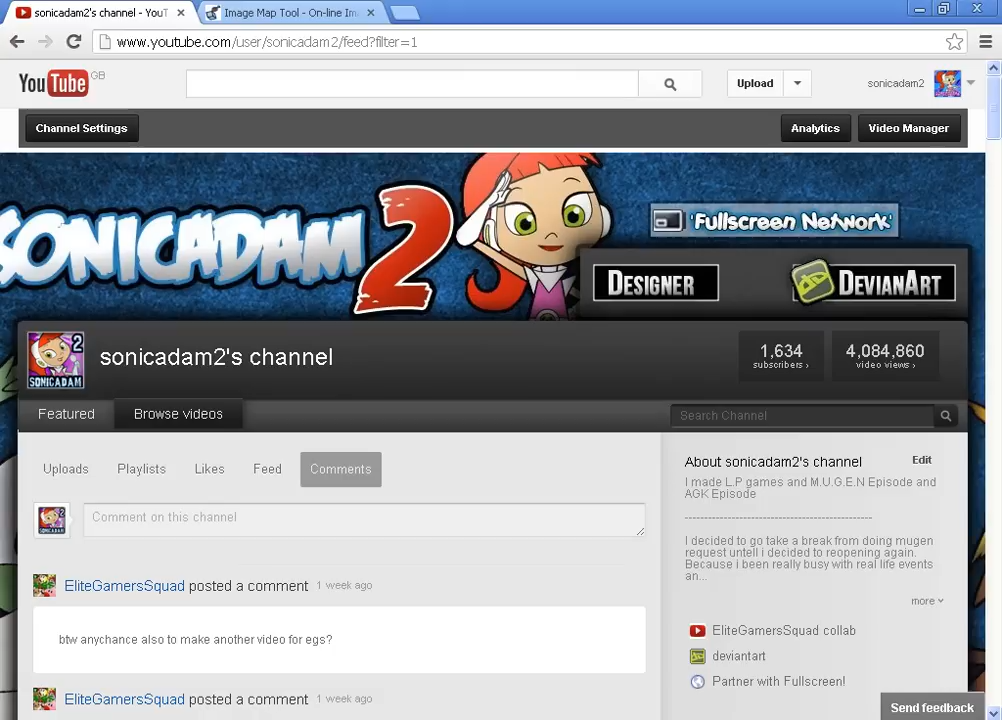 sonicadam2's channel - YouT
Image Map Tool - On-line Im
www.youtube.com/user/sonicadam2/feed?filter=1
YouTube GB
Upload
sonicadam2
Channel Settings
Analytics
Video Manager
SONICADAM 2
'Fullscreen Network'
DESIGNER
DEVIANART
2
SONICADAM
sonicadam2's channel
1,634
subscribers ›
4,084,860
video views ›
Featured
Browse videos
Search Channel
Uploads
Playlists
Likes
Feed
Comments
Comment on this channel
EliteGamersSquad posted a comment 1 week ago
btw anychance also to make another video for egs?
EliteGamersSquad posted a comment 1 week ago
About sonicadam2's channel
Edit
I made L.P games and M.U.G.E.N Episode and
AGK Episode
----------------------------------------------
I decided to go take a break from doing mugen
request untell i decided to reopening again.
Because i been really busy with real life events
an...
more
EliteGamersSquad collab
deviantart
Partner with Fullscreen!
Send feedback